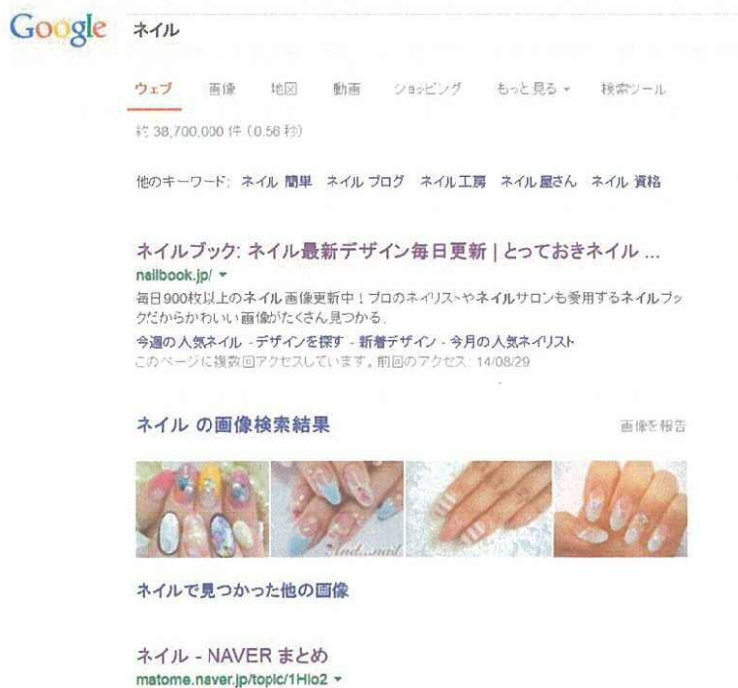 Google ネイル
ウェブ 画像 地図 動画 ショッピング もっと見る 検索ツール
約 38,700,000 件 (0.56 秒)
他のキーワード: ネイル 簡単 ネイル ブログ ネイル工房 ネイル屋さん ネイル 資格
ネイルブック: ネイル最新デザイン毎日更新 | とっておきネイル ...
nailbook.jp/
毎日900枚以上のネイル画像更新中！プロのネイリストやネイルサロンも愛用するネイルブッ
クだからかわいい画像がたくさん見つかる.
今週の人気ネイル - デザインを探す - 新着デザイン - 今月の人気ネイリスト
このページに複数回アクセスしています。前回のアクセス: 14/08/29
ネイル の画像検索結果 画像を報告
And...nail
ネイルで見つかった他の画像
ネイル - NAVER まとめ
matome.naver.jp/topic/1Hio2